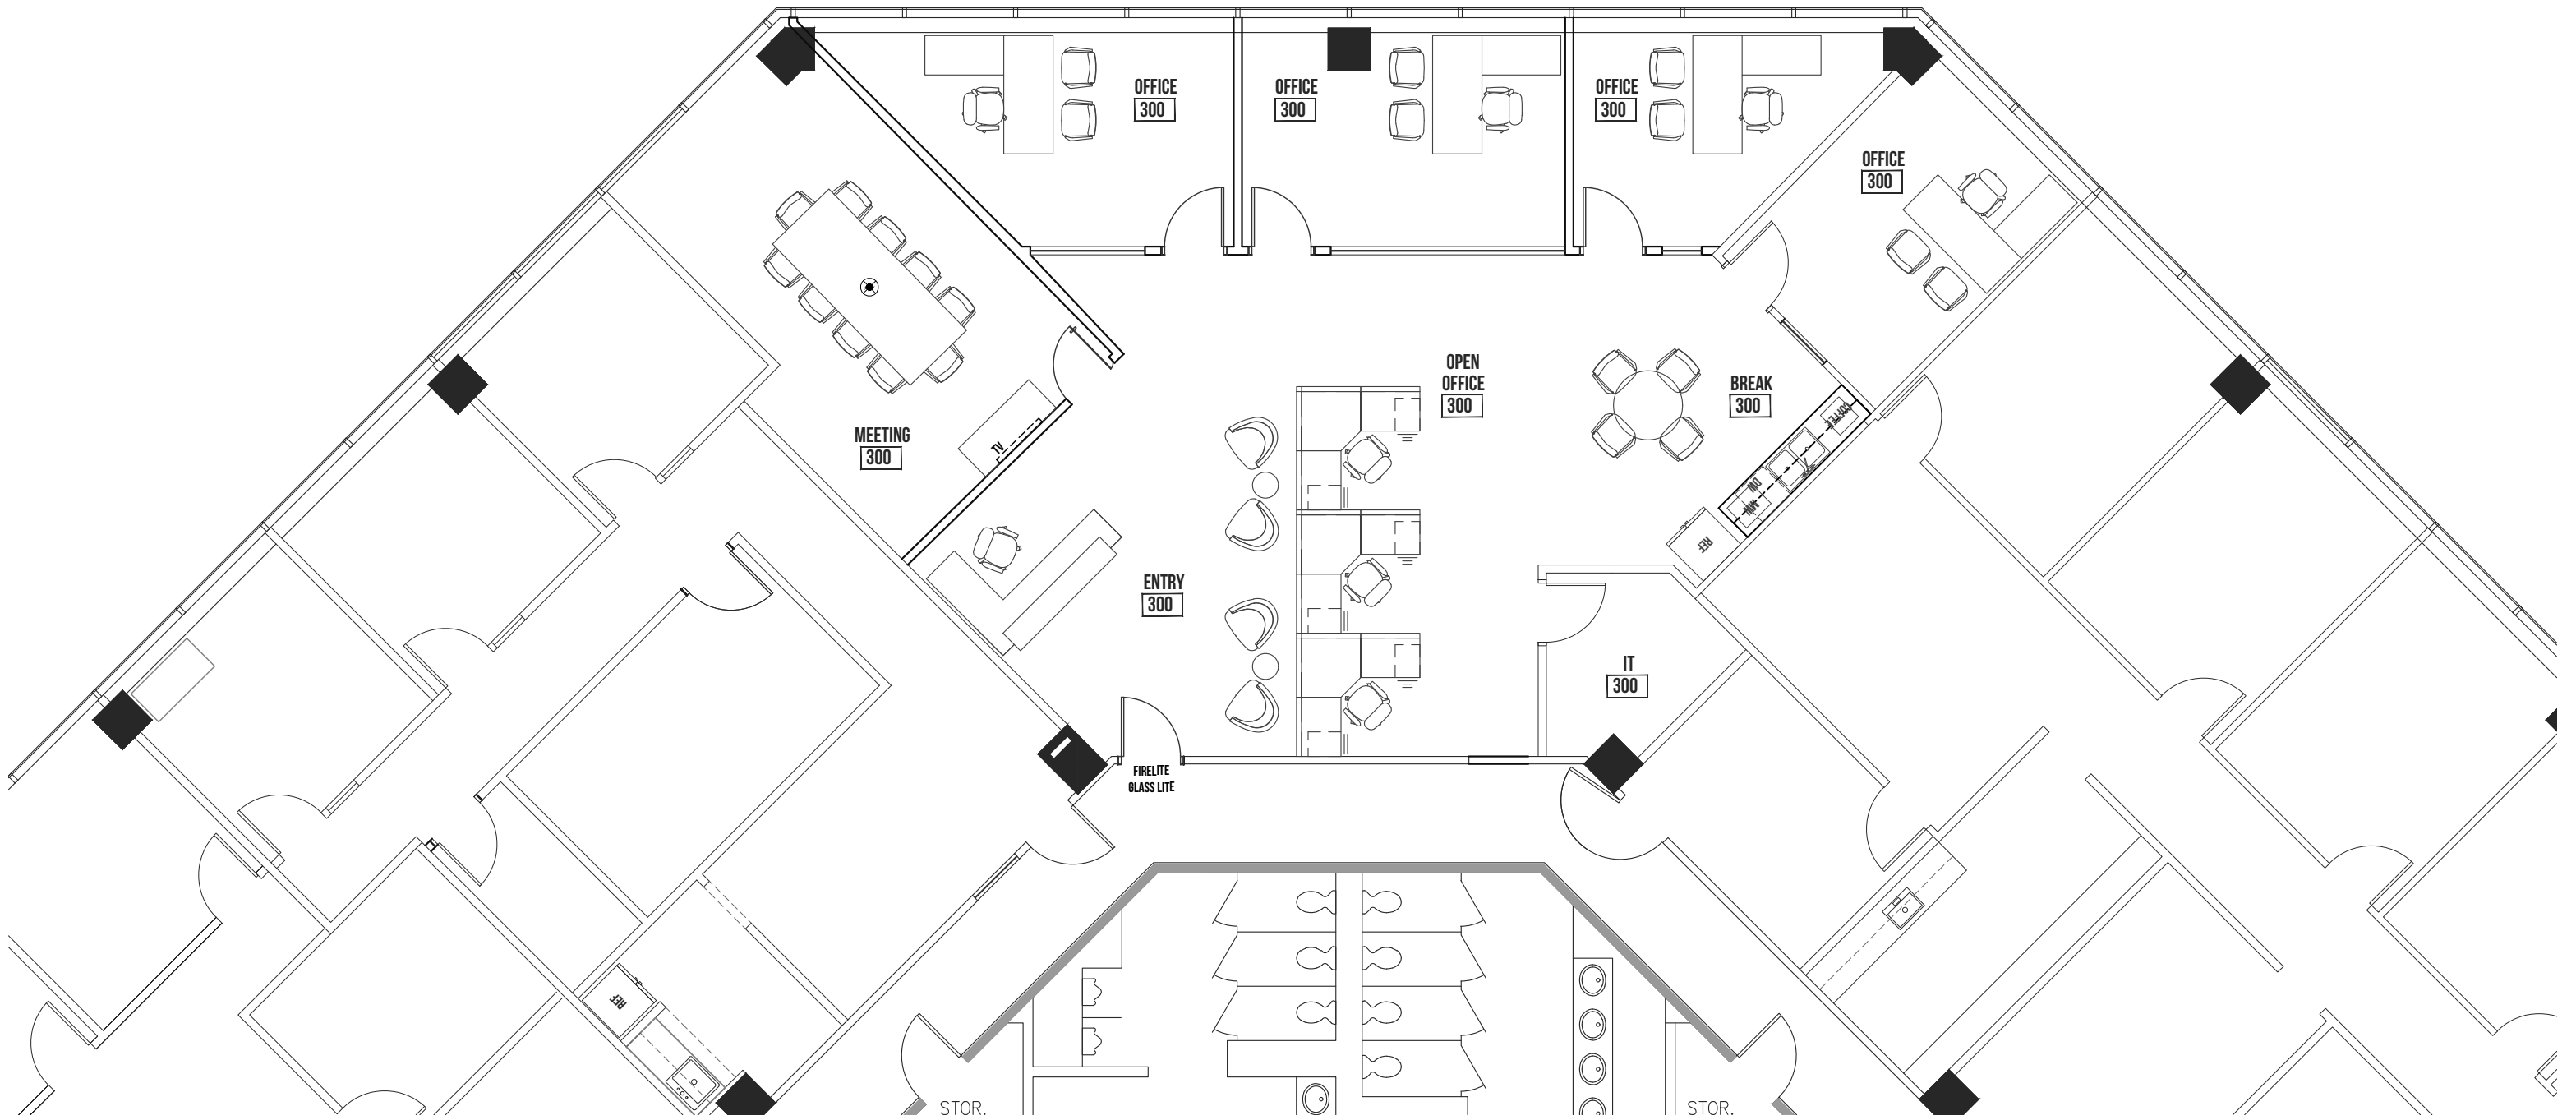 OFFICE
300
OFFICE
300
OFFICE
300
OFFICE
300
OPEN
OFFICE
300
BREAK
300
COFFEE
MEETING
300
TV
DW
MW
REF
ENTRY
300
IT
300
FIRELITE
GLASS LITE
REF
STOR.
STOR.